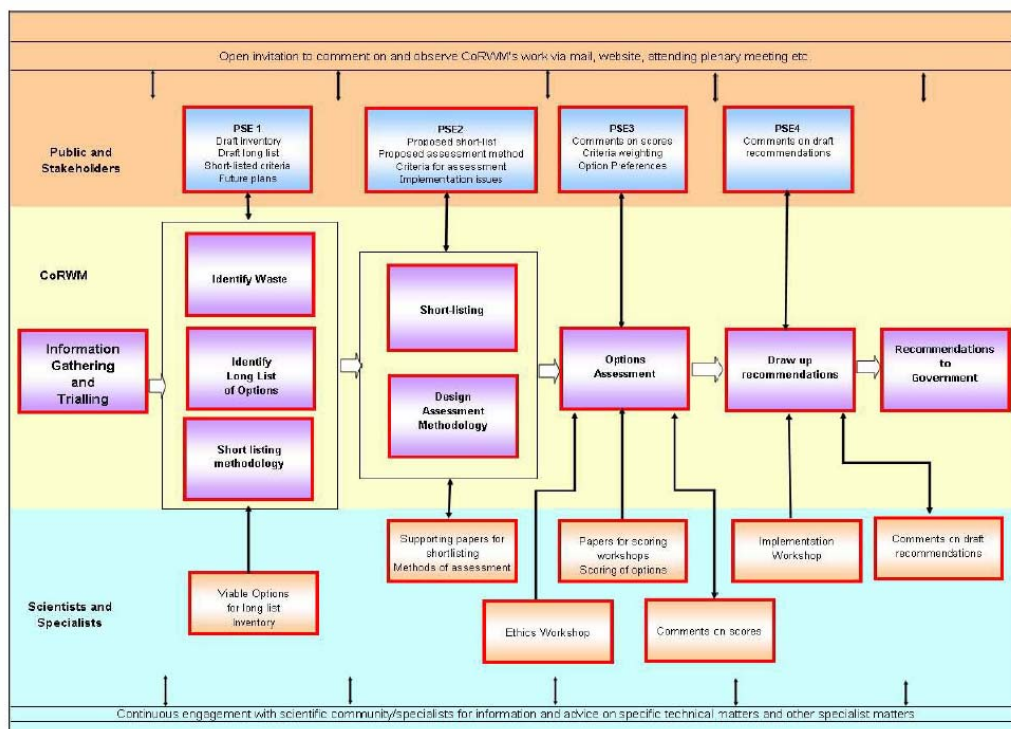 Open invitation to comment on and observe CoRWM's work via mail, website, attending plenary meeting etc
Public and
Stakeholders
PSE 1
Draft inventory
Draft long list
Short-listed criteria
Future plans
PSE2
Proposed short-list
Proposed assessment method
Criteria for assessment
Implementation issues
PSE3
Comments on scores
Criteria weighting
Option Preferences
PSE4
Comments on draft
recommendations
CoRWM
Information
Gathering
and
Trialling
Identify Waste
Identify
Long List
of Options
Short listing
methodology
Short-listing
Design
Assessment
Methodology
Options
Assessment
Draw up
recommendations
Recommendations
to
Government
Scientists and
Specialists
Viable Options
for long list
Inventory
Supporting papers for
shortlisting
Methods of assessment
Ethics Workshop
Papers for scoring
workshops
Scoring of options
Comments on scores
Implementation
Workshop
Comments on draft
recommendations
Continuous engagement with scientific community/specialists for information and advice on specific technical matters and other specialist matters